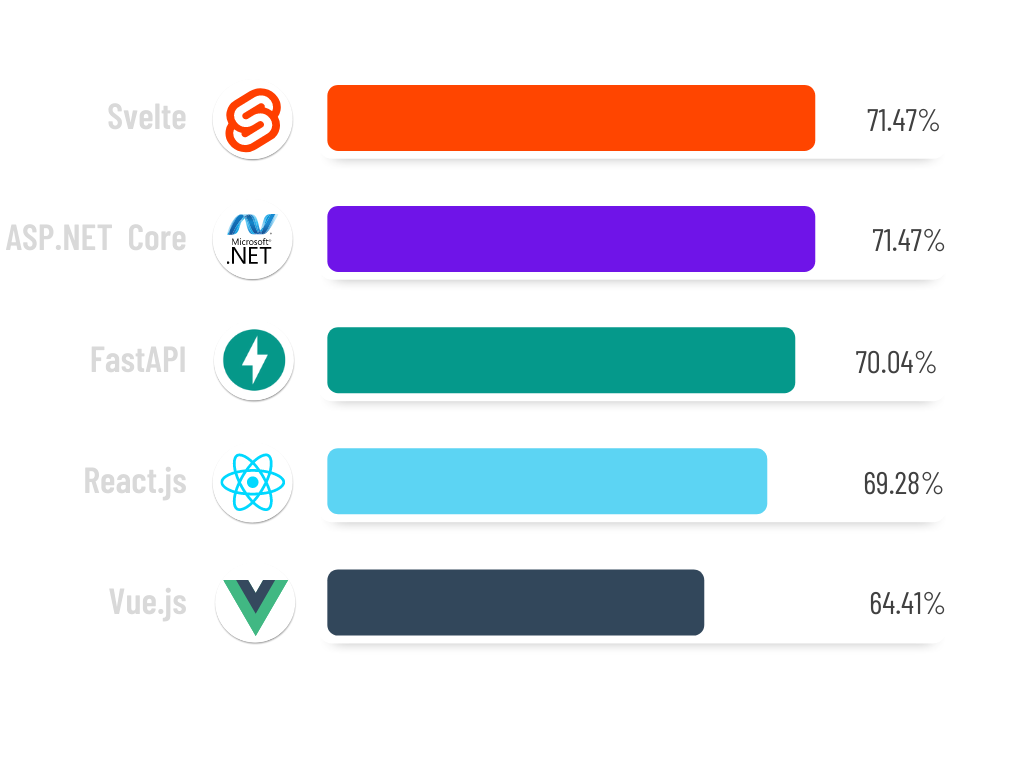 Svelte 71.47%
ASP.NET Core Microsoft® .NET 71.47%
FastAPI 70.04%
React.js 69.28%
Vue.js 64.41%